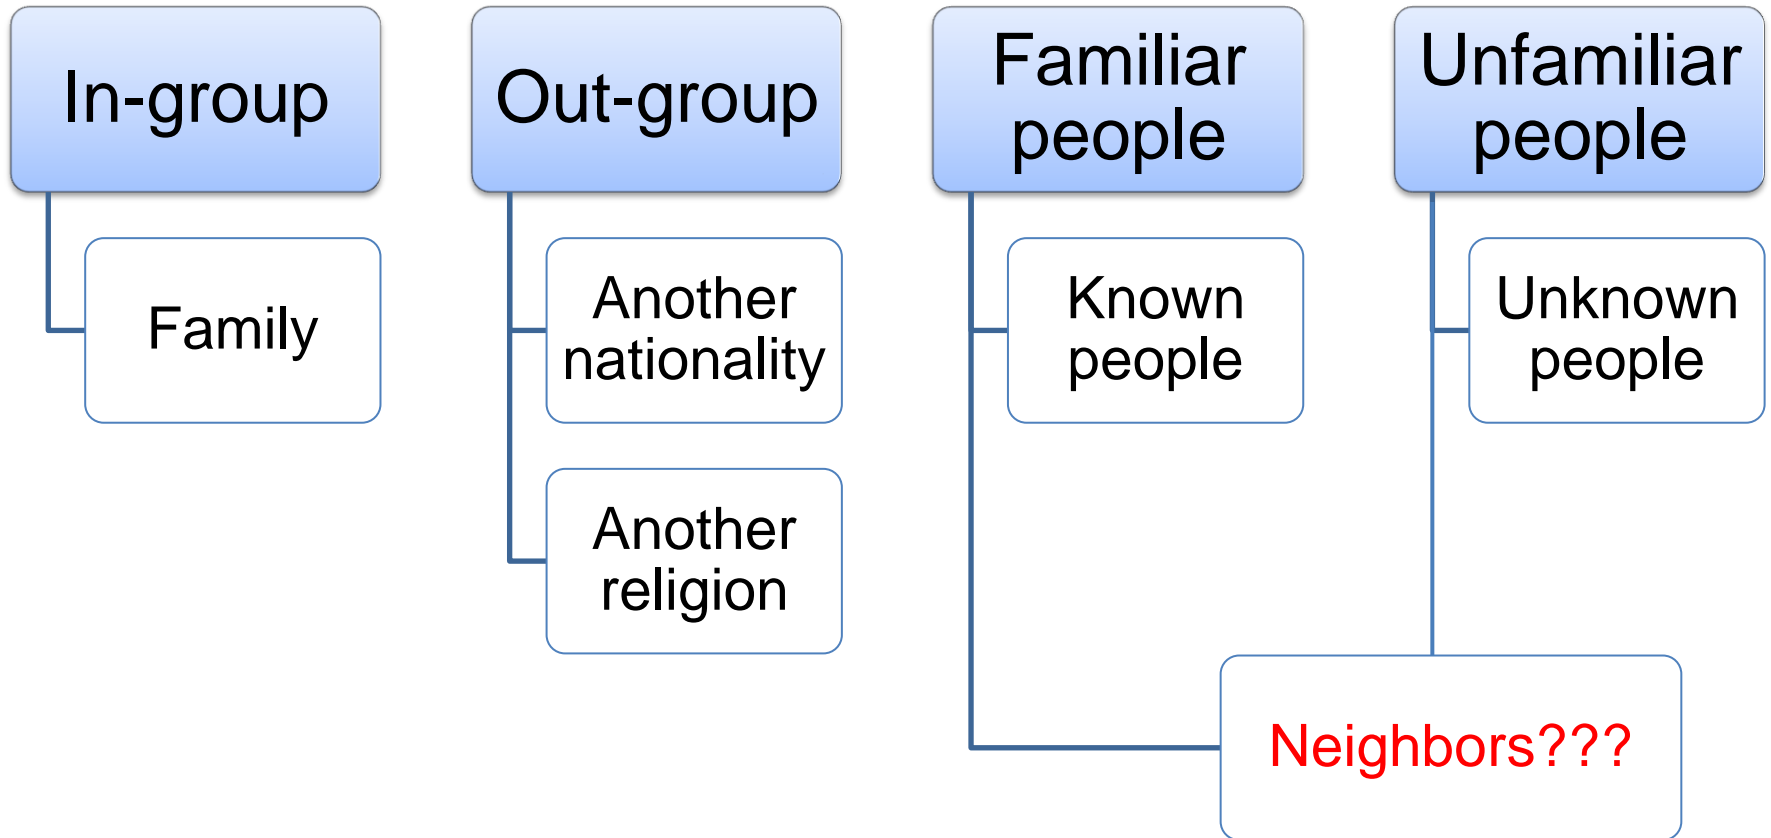 In-group
Out-group
Familiar
people
Unfamiliar
people
Family
Another
nationality
Known
people
Unknown
people
Another
religion
Neighbors???